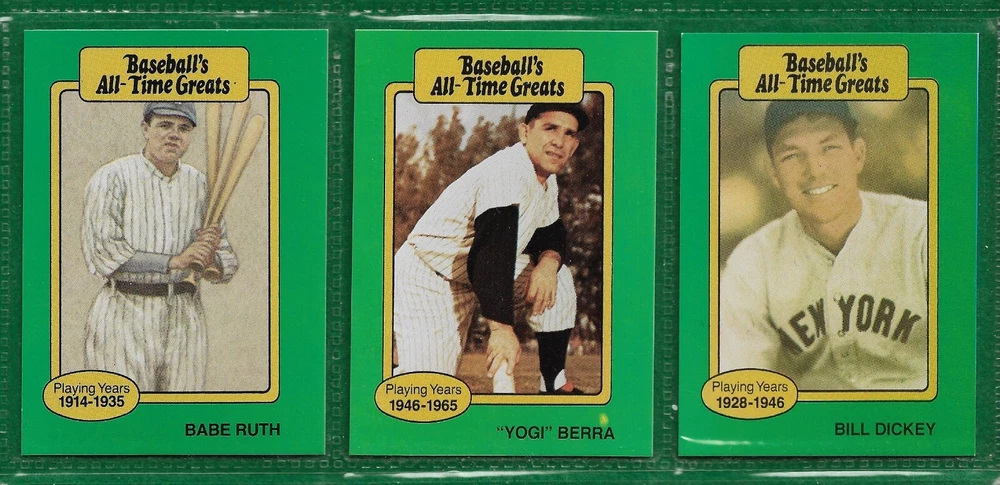 Baseball's
All-Time Greats
Playing Years
1914-1935
BABE RUTH
Baseball's
All-Time Greats
Playing Years
1946-1965
"YOGI" BERRA
Baseball's
All-Time Greats
NEW YORK
Playing Years
1928-1946
BILL DICKEY